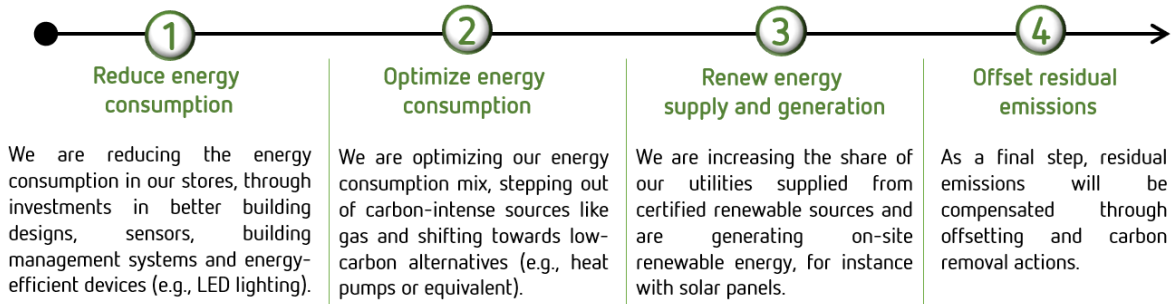 1
Reduce energy
consumption
We are reducing the energy
consumption in our stores, through
investments in better building
designs, sensors, building
management systems and energy-
efficient devices (e.g., LED lighting).
2
Optimize energy
consumption
We are optimizing our energy
consumption mix, stepping out
of carbon-intense sources like
gas and shifting towards low-
carbon alternatives (e.g., heat
pumps or equivalent).
3
Renew energy
supply and generation
We are increasing the share of
our utilities supplied from
certified renewable sources and
are generating on-site
renewable energy, for instance
with solar panels.
4
Offset residual
emissions
As a final step, residual
emissions will be
compensated through
offsetting and carbon
removal actions.